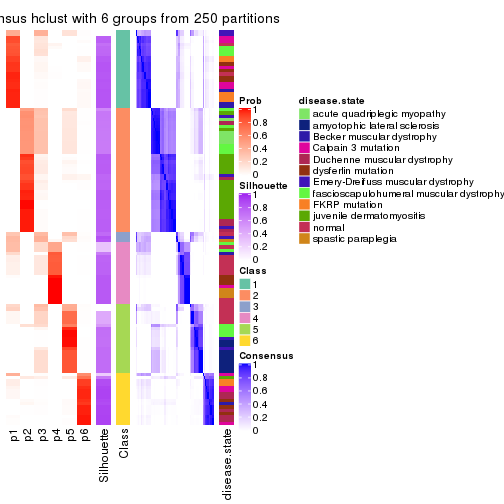 nsus hclust with 6 groups from 250 partitions
Prob
1
0.8
0.6
0.4
0.2
0
Silhouette
1
0.8
0.6
0.4
0.2
0
Class
1
2
3
4
5
6
Consensus
1
0.8
0.6
0.4
0.2
0
disease.state
acute quadriplegic myopathy
amyotophic lateral sclerosis
Becker muscular dystrophy
Calpain 3 mutation
Duchenne muscular dystrophy
dysferlin mutation
Emery-Dreifuss muscular dystrophy
fascioscapulohumeral muscular dystrophy
FKRP mutation
juvenile dermatomyositis
normal
spastic paraplegia
p1
p2
p3
p4
p5
p6
Silhouette
Class
disease.state